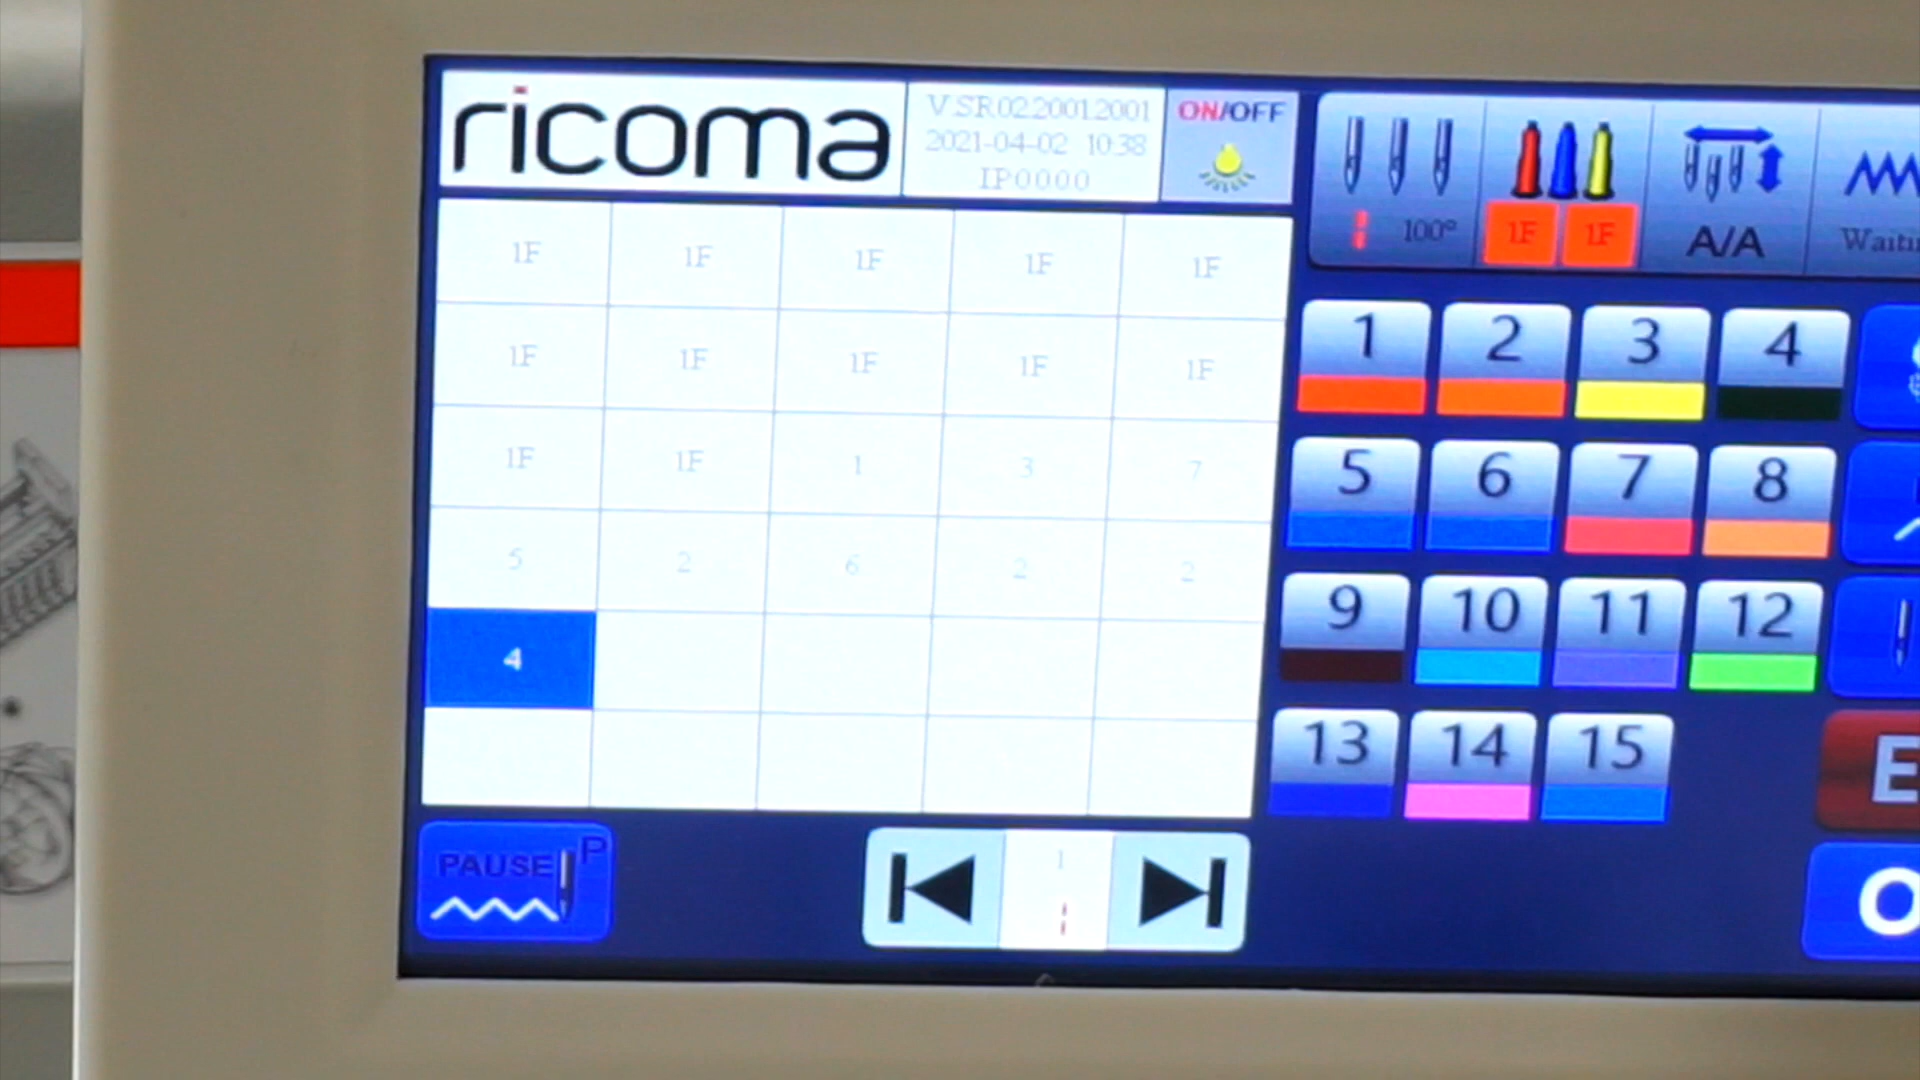 ricoma
V.SR02.2001.2001
2021-04-02 10:38
IP0000
ON/OFF
100°
1F 1F
A/A
1F 1F 1F 1F 1F
1F 1F 1F 1F 1F
1F 1F 1 3 7
5 2 6 2 2
4
1 2 3 4
5 6 7 8
9 10 11 12
13 14 15
PAUSE P
1